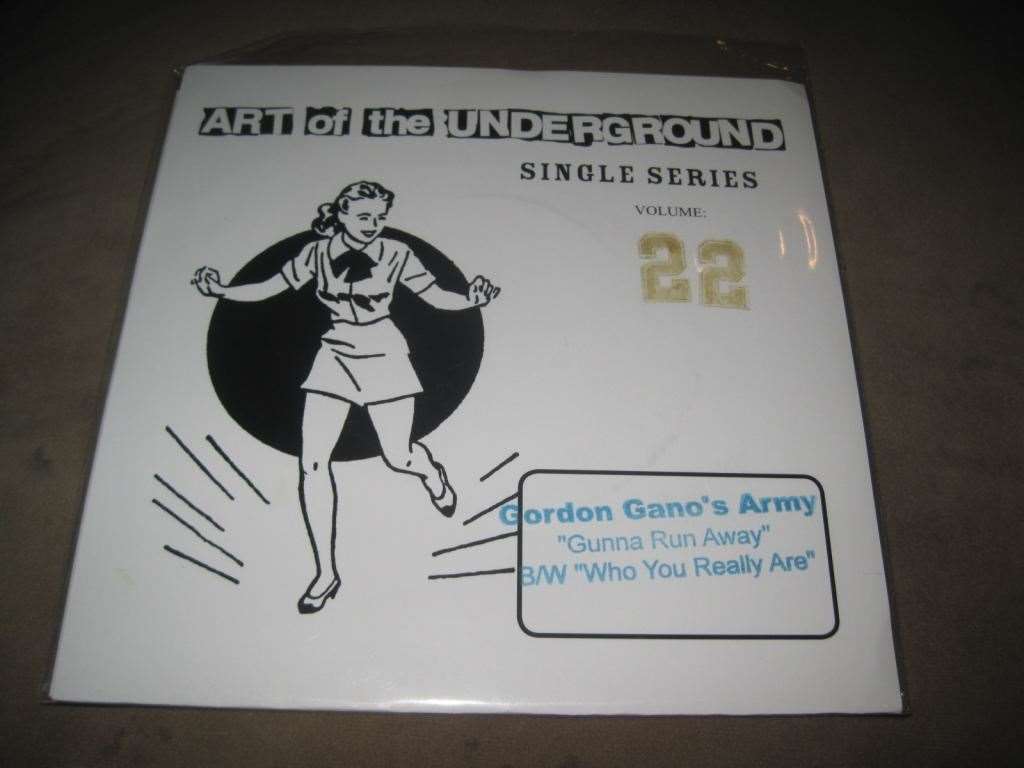 ART of the UNDERGROUND
SINGLE SERIES
VOLUME:
22
Gordon Gano's Army
"Gunna Run Away"
B/W "Who You Really Are"